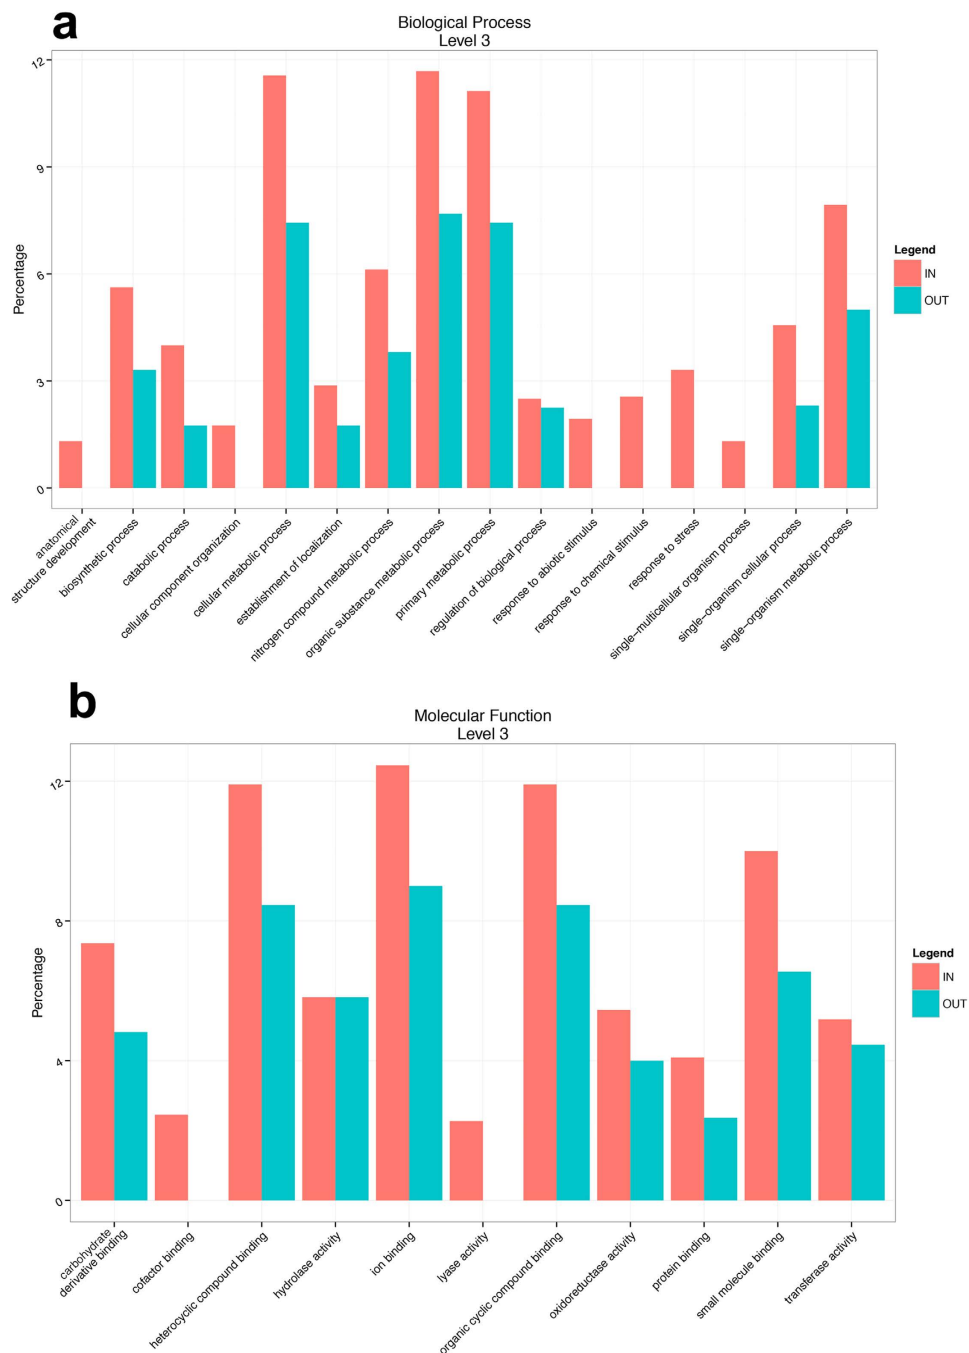 a
Biological Process
Level 3
12
9
6
3
0
Percentage
anatomical
structure development
biosynthetic process
catabolic process
cellular component organization
cellular metabolic process
establishment of localization
nitrogen compound metabolic process
organic substance metabolic process
primary metabolic process
regulation of biological process
response to abiotic stimulus
response to chemical stimulus
response to stress
single-multicellular organism process
single-organism cellular process
single-organism metabolic process
Legend
IN
OUT
b
Molecular Function
Level 3
12
8
4
0
Percentage
carbohydrate
derivative binding
cofactor binding
heterocyclic compound binding
hydrolase activity
ion binding
lyase activity
organic cyclic compound binding
oxidoreductase activity
protein binding
small molecule binding
transferase activity
Legend
IN
OUT